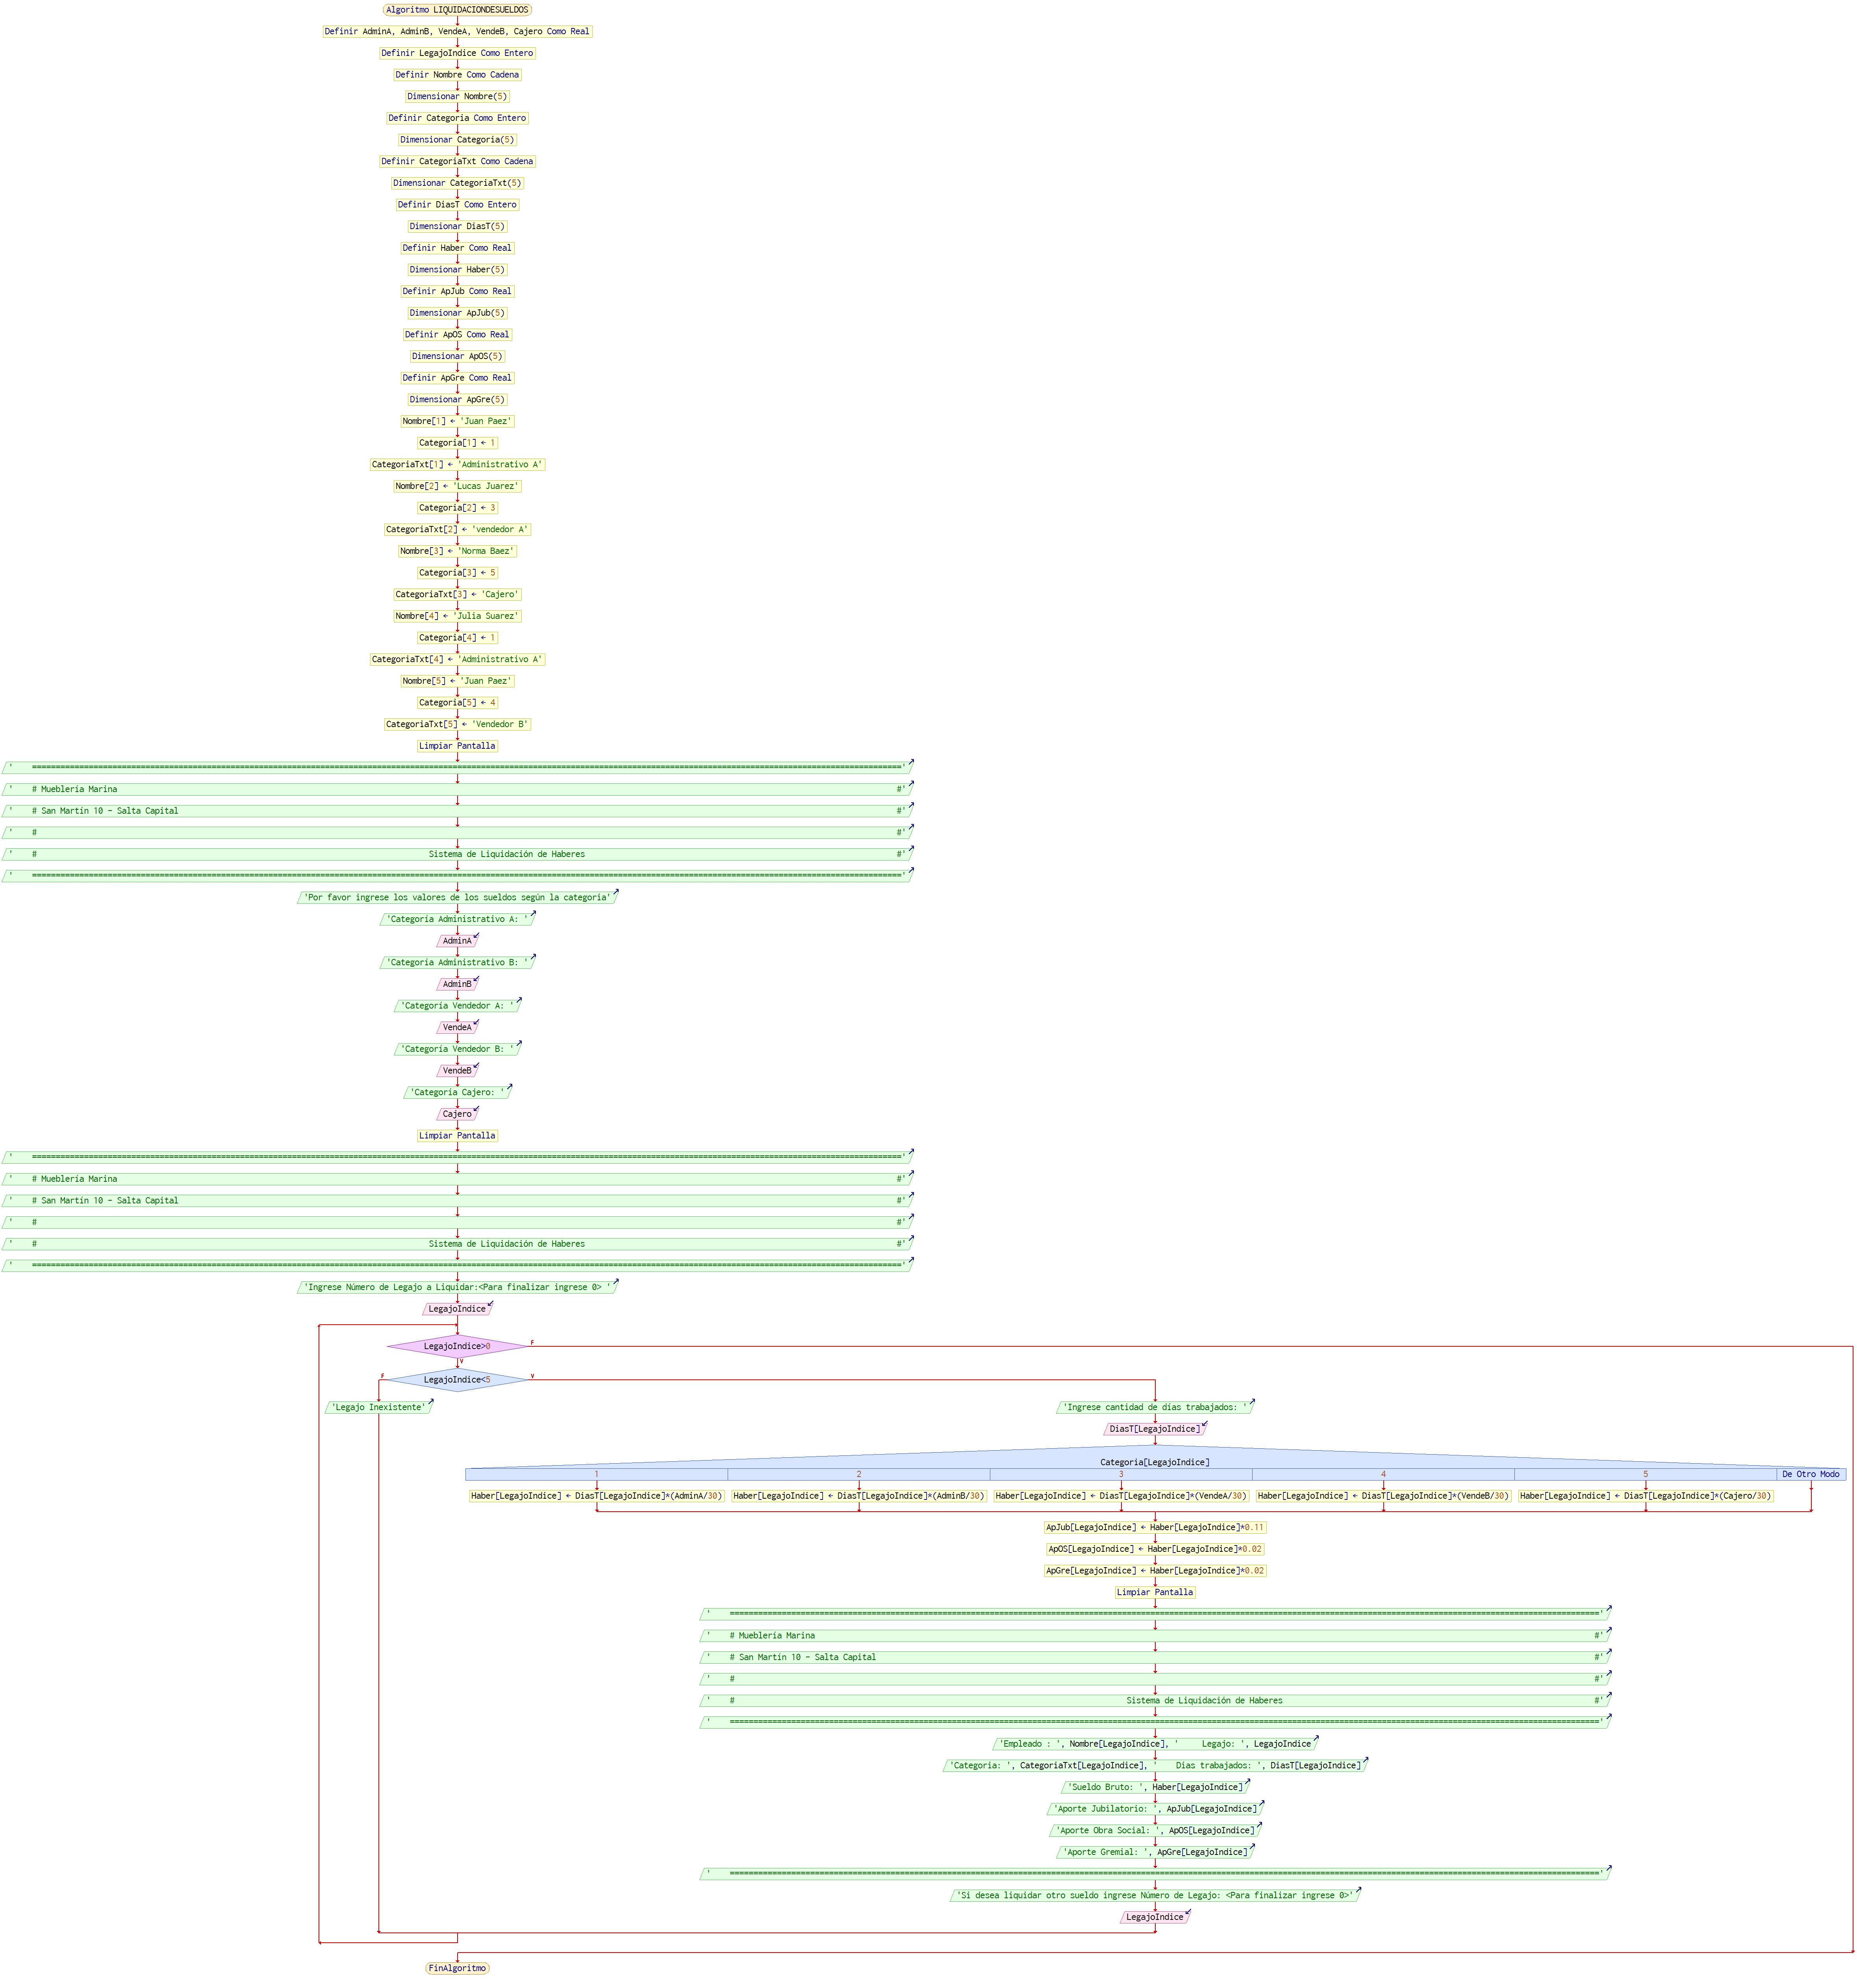 Algoritmo LIQUIDACIONDESUELDOS
Definir AdminA, AdminB, VendeA, VendeB, Cajero Como Real
Definir LegajoIndice Como Entero
Definir Nombre Como Cadena
Dimensionar Nombre(5)
Definir Categoria Como Entero
Dimensionar Categoria(5)
Definir CategoriaTxt Como Cadena
Dimensionar CategoriaTxt(5)
Definir DiasT Como Entero
Dimensionar DiasT(5)
Definir Haber Como Real
Dimensionar Haber(5)
Definir ApJub Como Real
Dimensionar ApJub(5)
Definir ApOS Como Real
Dimensionar ApOS(5)
Definir ApGre Como Real
Dimensionar ApGre(5)
Nombre[1] ← 'Juan Paez'
Categoria[1] ← 1
CategoriaTxt[1] ← 'Administrativo A'
Nombre[2] ← 'Lucas Juarez'
Categoria[2] ← 3
CategoriaTxt[2] ← 'vendedor A'
Nombre[3] ← 'Norma Baez'
Categoria[3] ← 5
CategoriaTxt[3] ← 'Cajero'
Nombre[4] ← 'Julia Suarez'
Categoria[4] ← 1
CategoriaTxt[4] ← 'Administrativo A'
Nombre[5] ← 'Juan Paez'
Categoria[5] ← 4
CategoriaTxt[5] ← 'Vendedor B'
Limpiar Pantalla
' ========================================'
' # Mueblería Marina #'
' # San Martín 10 - Salta Capital #'
' # #'
' # Sistema de Liquidación de Haberes #'
' ========================================'
'Por favor ingrese los valores de los sueldos según la categoría'
'Categoría Administrativo A: '
AdminA
'Categoría Administrativo B: '
AdminB
'Categoría Vendedor A: '
VendeA
'Categoría Vendedor B: '
VendeB
'Categoría Cajero: '
Cajero
Limpiar Pantalla
' ========================================'
' # Mueblería Marina #'
' # San Martín 10 - Salta Capital #'
' # #'
' # Sistema de Liquidación de Haberes #'
' ========================================'
'Ingrese Número de Legajo a Liquidar:<Para finalizar ingrese 0> '
LegajoIndice
LegajoIndice>0 F
V
F LegajoIndice<5 V
'Legajo Inexistente' 'Ingrese cantidad de días trabajados: '
DiasT[LegajoIndice]
Categoria[LegajoIndice]
1 2 3 4 5 De Otro Modo
Haber[LegajoIndice] ← DiasT[LegajoIndice]*(AdminA/30) Haber[LegajoIndice] ← DiasT[LegajoIndice]*(AdminB/30) Haber[LegajoIndice] ← DiasT[LegajoIndice]*(VendeA/30) Haber[LegajoIndice] ← DiasT[LegajoIndice]*(VendeB/30) Haber[LegajoIndice] ← DiasT[LegajoIndice]*(Cajero/30)
ApJub[LegajoIndice] ← Haber[LegajoIndice]*0.11
ApOS[LegajoIndice] ← Haber[LegajoIndice]*0.02
ApGre[LegajoIndice] ← Haber[LegajoIndice]*0.02
Limpiar Pantalla
' ========================================'
' # Mueblería Marina #'
' # San Martín 10 - Salta Capital #'
' # #'
' # Sistema de Liquidación de Haberes #'
' ========================================'
'Empleado : ', Nombre[LegajoIndice], ' Legajo: ', LegajoIndice
'Categoria: ', CategoriaTxt[LegajoIndice], ' Dias trabajados: ', DiasT[LegajoIndice]
'Sueldo Bruto: ', Haber[LegajoIndice]
'Aporte Jubilatorio: ', ApJub[LegajoIndice]
'Aporte Obra Social: ', ApOS[LegajoIndice]
'Aporte Gremial: ', ApGre[LegajoIndice]
' ========================================'
'Si desea liquidar otro sueldo ingrese Número de Legajo: <Para finalizar ingrese 0>'
LegajoIndice
FinAlgoritmo